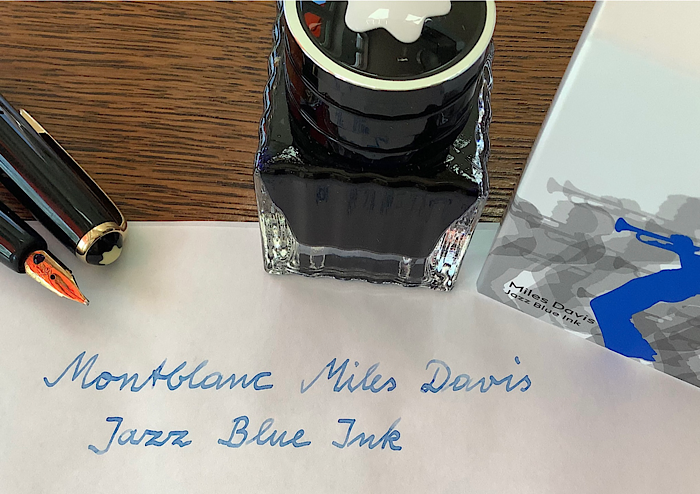 Miles Davis
Jazz Blue Ink
Montblanc Miles Davis
Jazz Blue Ink